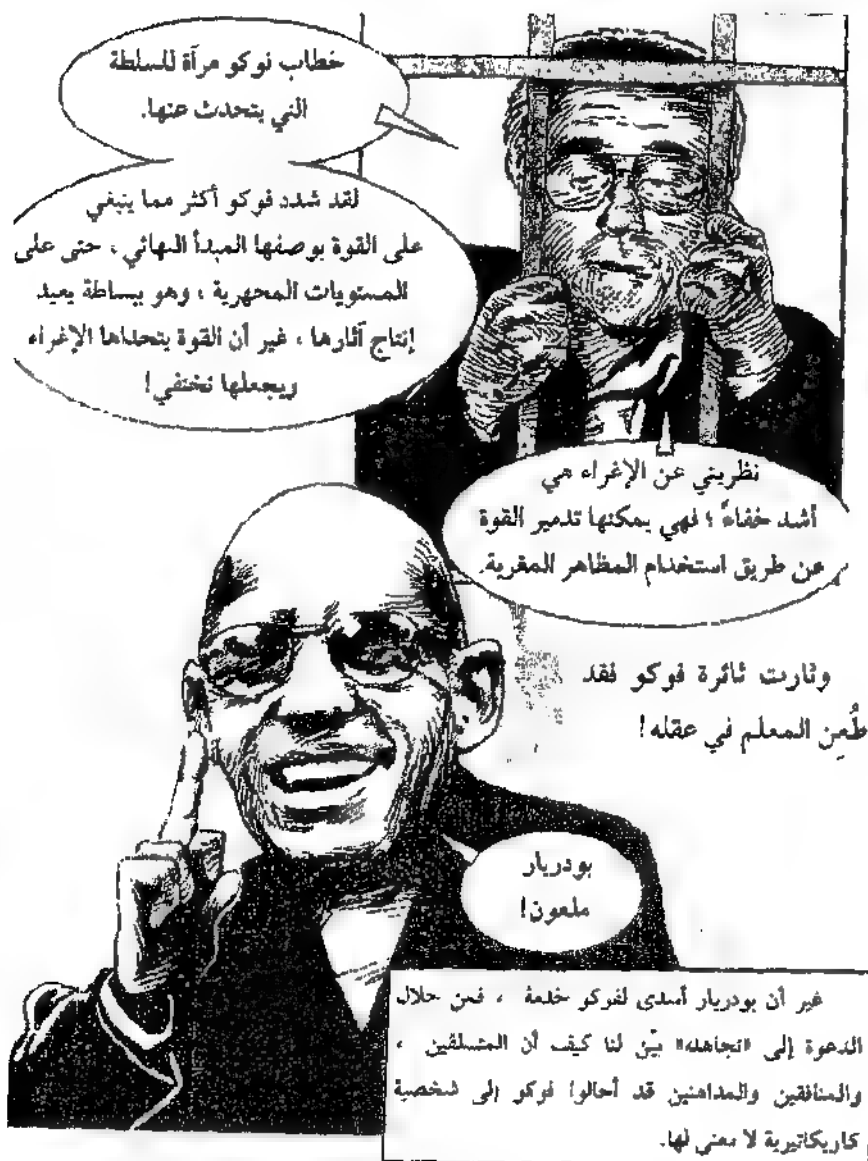 خطاب نوكو مرآة للسلطة
التي يتحدث عنها.
لقد شدد فوكو أكثر مما ينبغي
على القوة بوصفها المبدأ النهائي ، حتى على
المستويات المجهرية ، وهو ببساطة يعيد
إنتاج آثارها ، غير أن القوة يتحداها الإغراء
ويجعلها تختفي!
نظريتي عن الإغراء هي
أشد خفاءً ؛ فهي يمكنها تدمير القوة
عن طريق استخدام المظاهر المغرية.
وثارت ثائرة فوكو فقد
طُعِن المعلم في عقله!
بودريار
ملعون!
غير أن بودريار أسدى لفوكو خدمة ، فمن خلال
الدعوة إلى «تجاهله» بيّن لنا كيف أن المتسلقين ،
والمنافقين والمداهنين قد أحالوا فوكو إلى شخصية
كاريكاتيرية لا معنى لها.